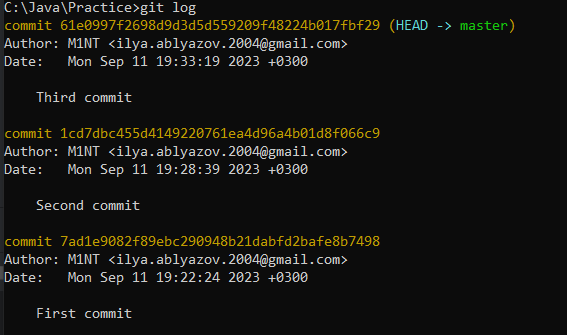 C:\Java\Practice>git log
commit 61e0997f2698d9d3d5d559209f48224b017fbf29 (HEAD -> master)
Author: M1NT <ilya.ablyazov.2004@gmail.com>
Date:   Mon Sep 11 19:33:19 2023 +0300
Third commit
commit 1cd7dbc455d4149220761ea4d96a4b01d8f066c9
Author: M1NT <ilya.ablyazov.2004@gmail.com>
Date:   Mon Sep 11 19:28:39 2023 +0300
Second commit
commit 7ad1e9082f89ebc290948b21dabfd2bafe8b7498
Author: M1NT <ilya.ablyazov.2004@gmail.com>
Date:   Mon Sep 11 19:22:24 2023 +0300
First commit